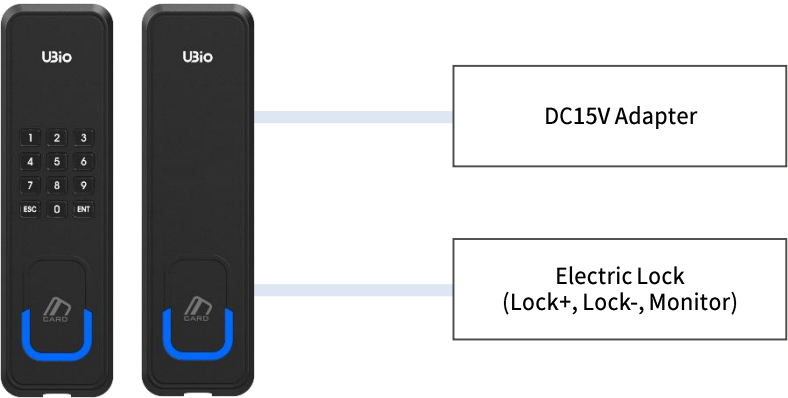 UBio
1 2 3
4 5 6
7 8 9
ESC 0 ENT
CARD
UBio
CARD
DC15V Adapter
Electric Lock
(Lock+, Lock-, Monitor)